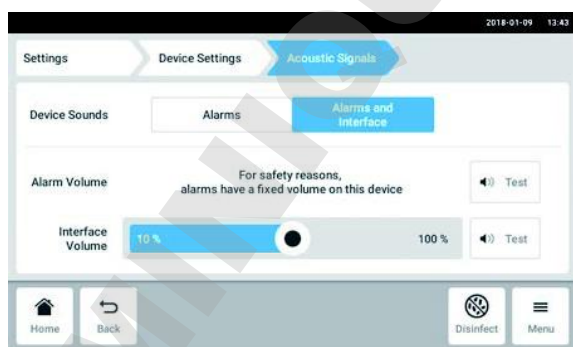 2018-01-09 13:43
Settings Device Settings Acoustic Signals
Device Sounds Alarms Alarms and
Interface
Alarm Volume For safety reasons,
alarms have a fixed volume on this device Test
Interface
Volume 10 % 100 % Test
Home Back Disinfect Menu